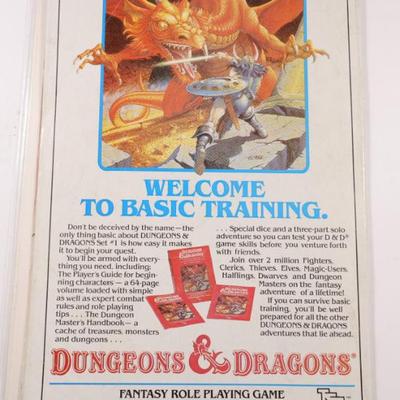 WELCOME
TO BASIC TRAINING.
Don't be deceived by the name—the
only thing basic about DUNGEONS &
DRAGONS Set #1 is how easy it makes
it to begin your quest.
You'll be armed with every-
thing you need, including:
The Player's Guide for begin-
ning characters—a 64-page
volume loaded with simple
as well as expert combat
rules and role playing
tips . . . The Dungeon
Master's Handbook—a
cache of treasures, monsters
and dungeons . . .
. . . Special dice and a three-part solo
adventure so you can test your D & D®
game skills before you venture forth
with friends.
Join over 2 million Fighters,
Clerics, Thieves, Elves, Magic-Users,
Halflings, Dwarves and Dungeon
Masters on the fantasy
adventure of a lifetime!
If you can survive basic
training, you'll be well
prepared for all the other
DUNGEONS & DRAGONS
adventures that lie ahead.
DUNGEONS & DRAGONS®
FANTASY ROLE PLAYING GAME